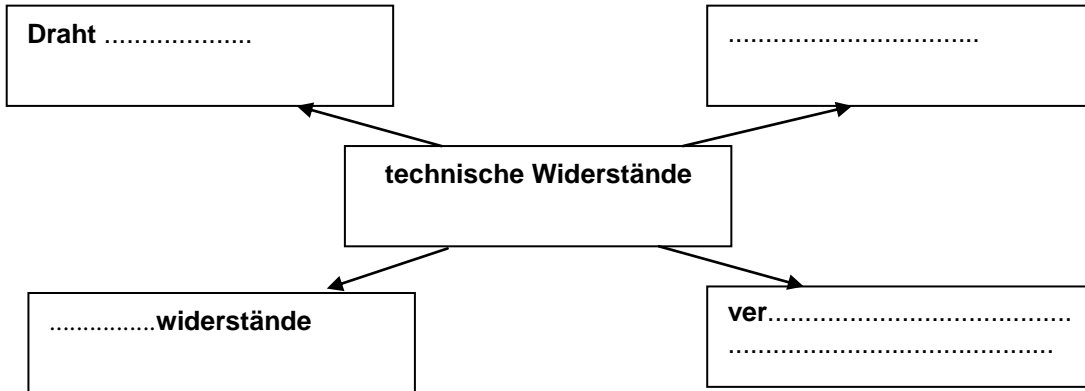 Draht ....................
..................................
technische Widerstände
...............widerstände
ver.........................................
............................................